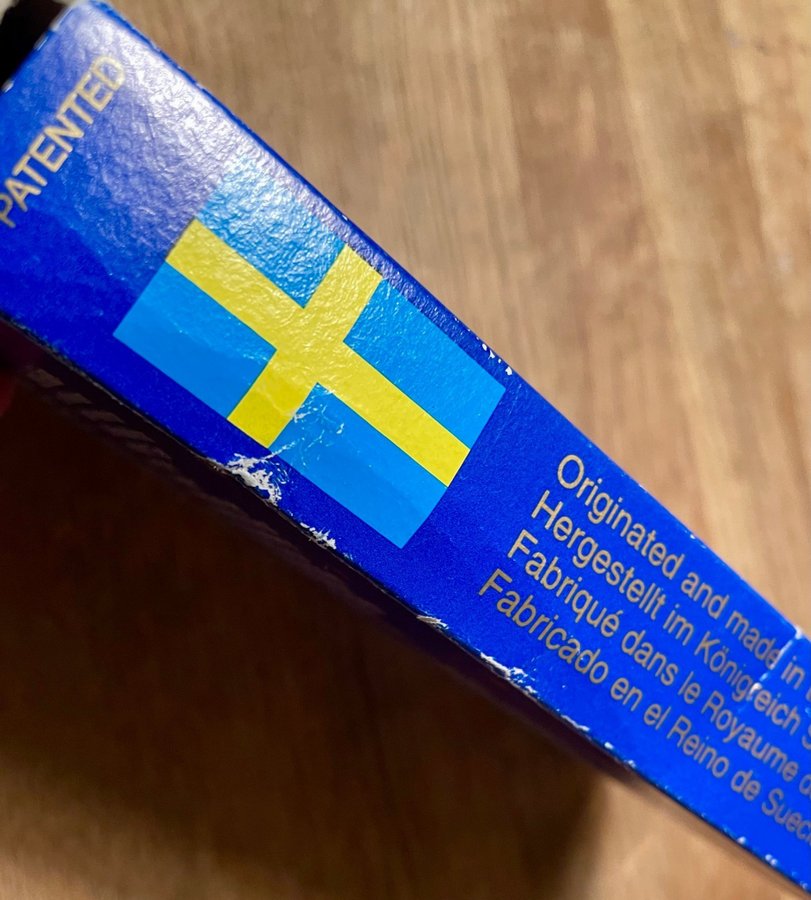 PATENTED
Originated and made in
Hergestellt im Königreich
Fabriqué dans le Royaume
Fabricado en el Reino de